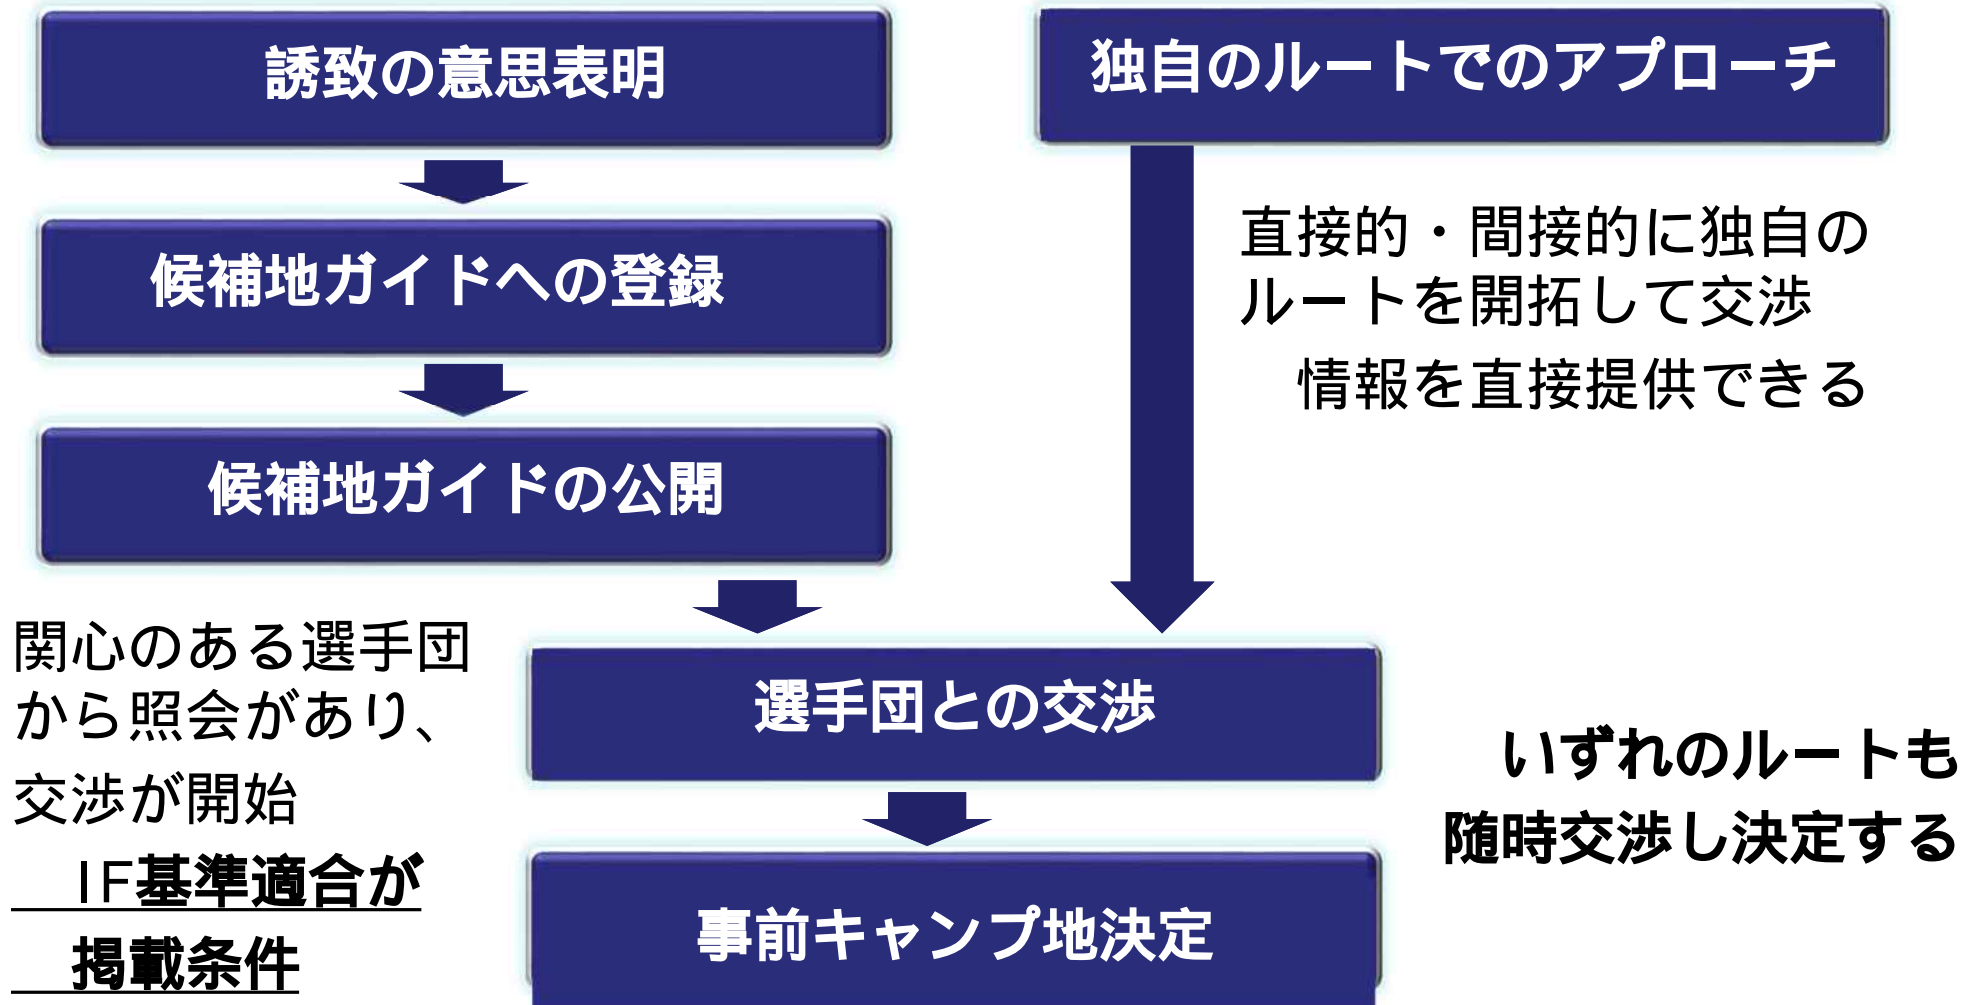 誘致の意思表明
独自のルートでのアプローチ
候補地ガイドへの登録
直接的・間接的に独自の
ルートを開拓して交渉
情報を直接提供できる
候補地ガイドの公開
関心のある選手団
から照会があり、
交渉が開始
IF基準適合が
掲載条件
選手団との交渉
いずれのルートも
随時交渉し決定する
事前キャンプ地決定